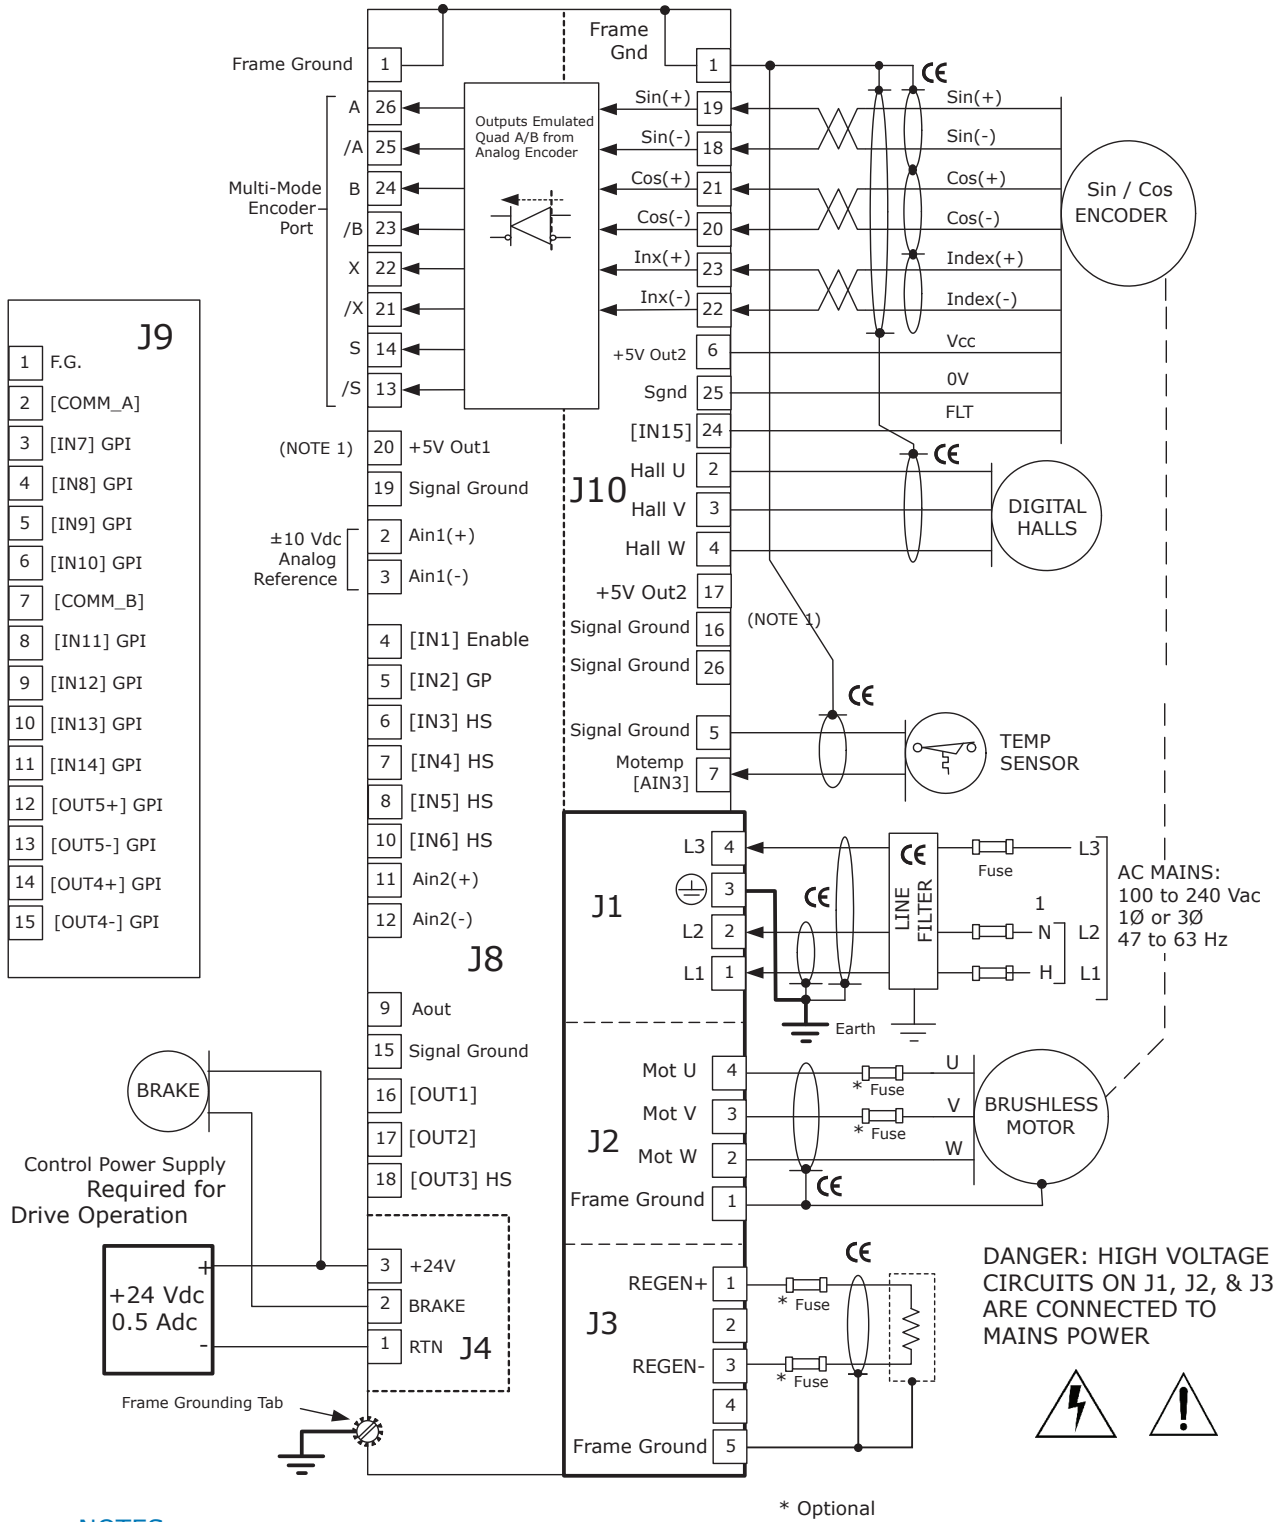 Frame Ground 1
Frame Gnd 1
Multi-Mode Encoder Port
A 26
/A 25
B 24
/B 23
X 22
/X 21
S 14
/S 13
Outputs Emulated
Quad A/B from
Analog Encoder
Sin(+) 19 Sin(+)
Sin(-) 18 Sin(-)
Cos(+) 21 Cos(+)
Cos(-) 20 Cos(-)
Inx(+) 23 Index(+)
Inx(-) 22 Index(-)
+5V Out2 6 Vcc
Sgnd 25 0V
[IN15] 24 FLT
CE
Sin / Cos
ENCODER
J9
1 F.G.
2 [COMM_A]
3 [IN7] GPI
4 [IN8] GPI
5 [IN9] GPI
6 [IN10] GPI
7 [COMM_B]
8 [IN11] GPI
9 [IN12] GPI
10 [IN13] GPI
11 [IN14] GPI
12 [OUT5+] GPI
13 [OUT5-] GPI
14 [OUT4+] GPI
15 [OUT4-] GPI
(NOTE 1) 20 +5V Out1
19 Signal Ground
±10 Vdc
Analog
Reference
2 Ain1(+)
3 Ain1(-)
4 [IN1] Enable
5 [IN2] GP
6 [IN3] HS
7 [IN4] HS
8 [IN5] HS
10 [IN6] HS
11 Ain2(+)
12 Ain2(-)
J8
9 Aout
15 Signal Ground
16 [OUT1]
17 [OUT2]
18 [OUT3] HS
J10
CE
Hall U 2
Hall V 3
Hall W 4
DIGITAL
HALLS
+5V Out2 17
(NOTE 1)
Signal Ground 16
Signal Ground 26
CE
Signal Ground 5
Motemp
[AIN3] 7
TEMP
SENSOR
J1
L3 4
3
L2 2
L1 1
CE
CE
LINE
FILTER
Fuse
L3
1
N L2
H L1
AC MAINS:
100 to 240 Vac
1Ø or 3Ø
47 to 63 Hz
Earth
J2
Mot U 4
Mot V 3
Mot W 2
Frame Ground 1
* Fuse
* Fuse
U
V
W
CE
BRUSHLESS
MOTOR
BRAKE
Control Power Supply
Required for
Drive Operation
+
+24 Vdc
0.5 Adc
-
3 +24V
2 BRAKE
1 RTN
J4
Frame Grounding Tab
J3
CE
REGEN+ 1
2
REGEN- 3
4
Frame Ground 5
* Fuse
* Fuse
DANGER: HIGH VOLTAGE
CIRCUITS ON J1, J2, & J3
ARE CONNECTED TO
MAINS POWER
* Optional